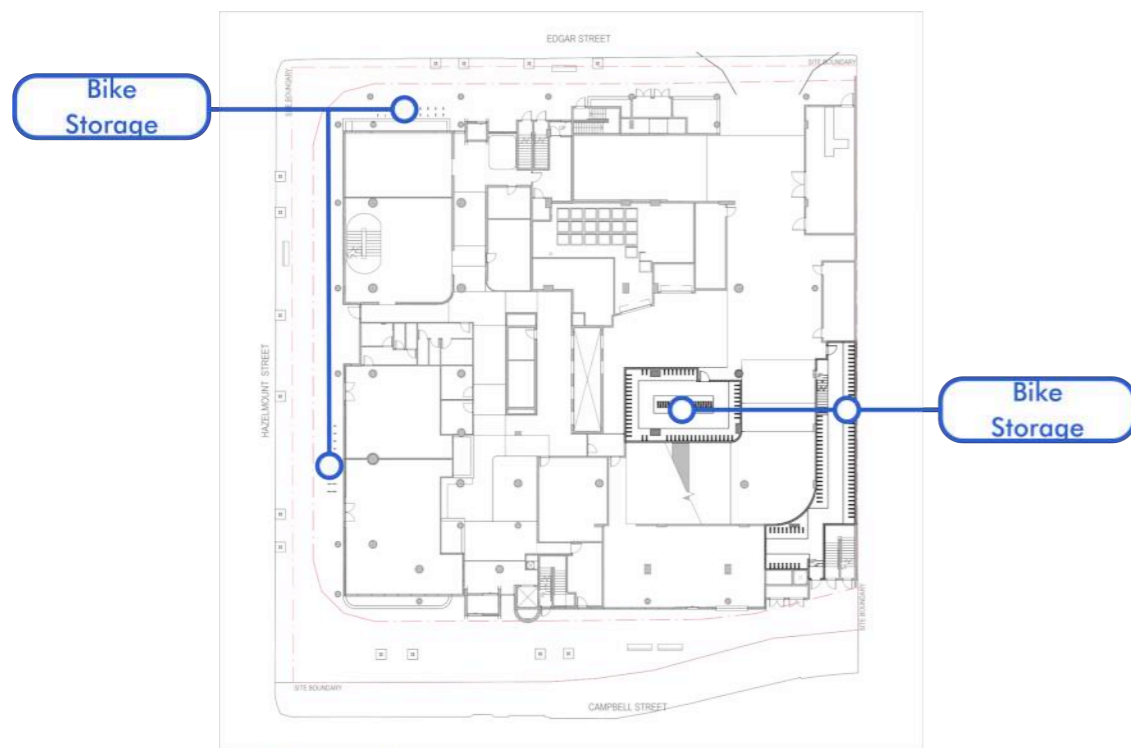 EDGAR STREET
SITE BOUNDARY
SITE BOUNDARY
Bike
Storage
HAZELMOUNT STREET
Bike
Storage
SITE BOUNDARY
SITE BOUNDARY
CAMPBELL STREET